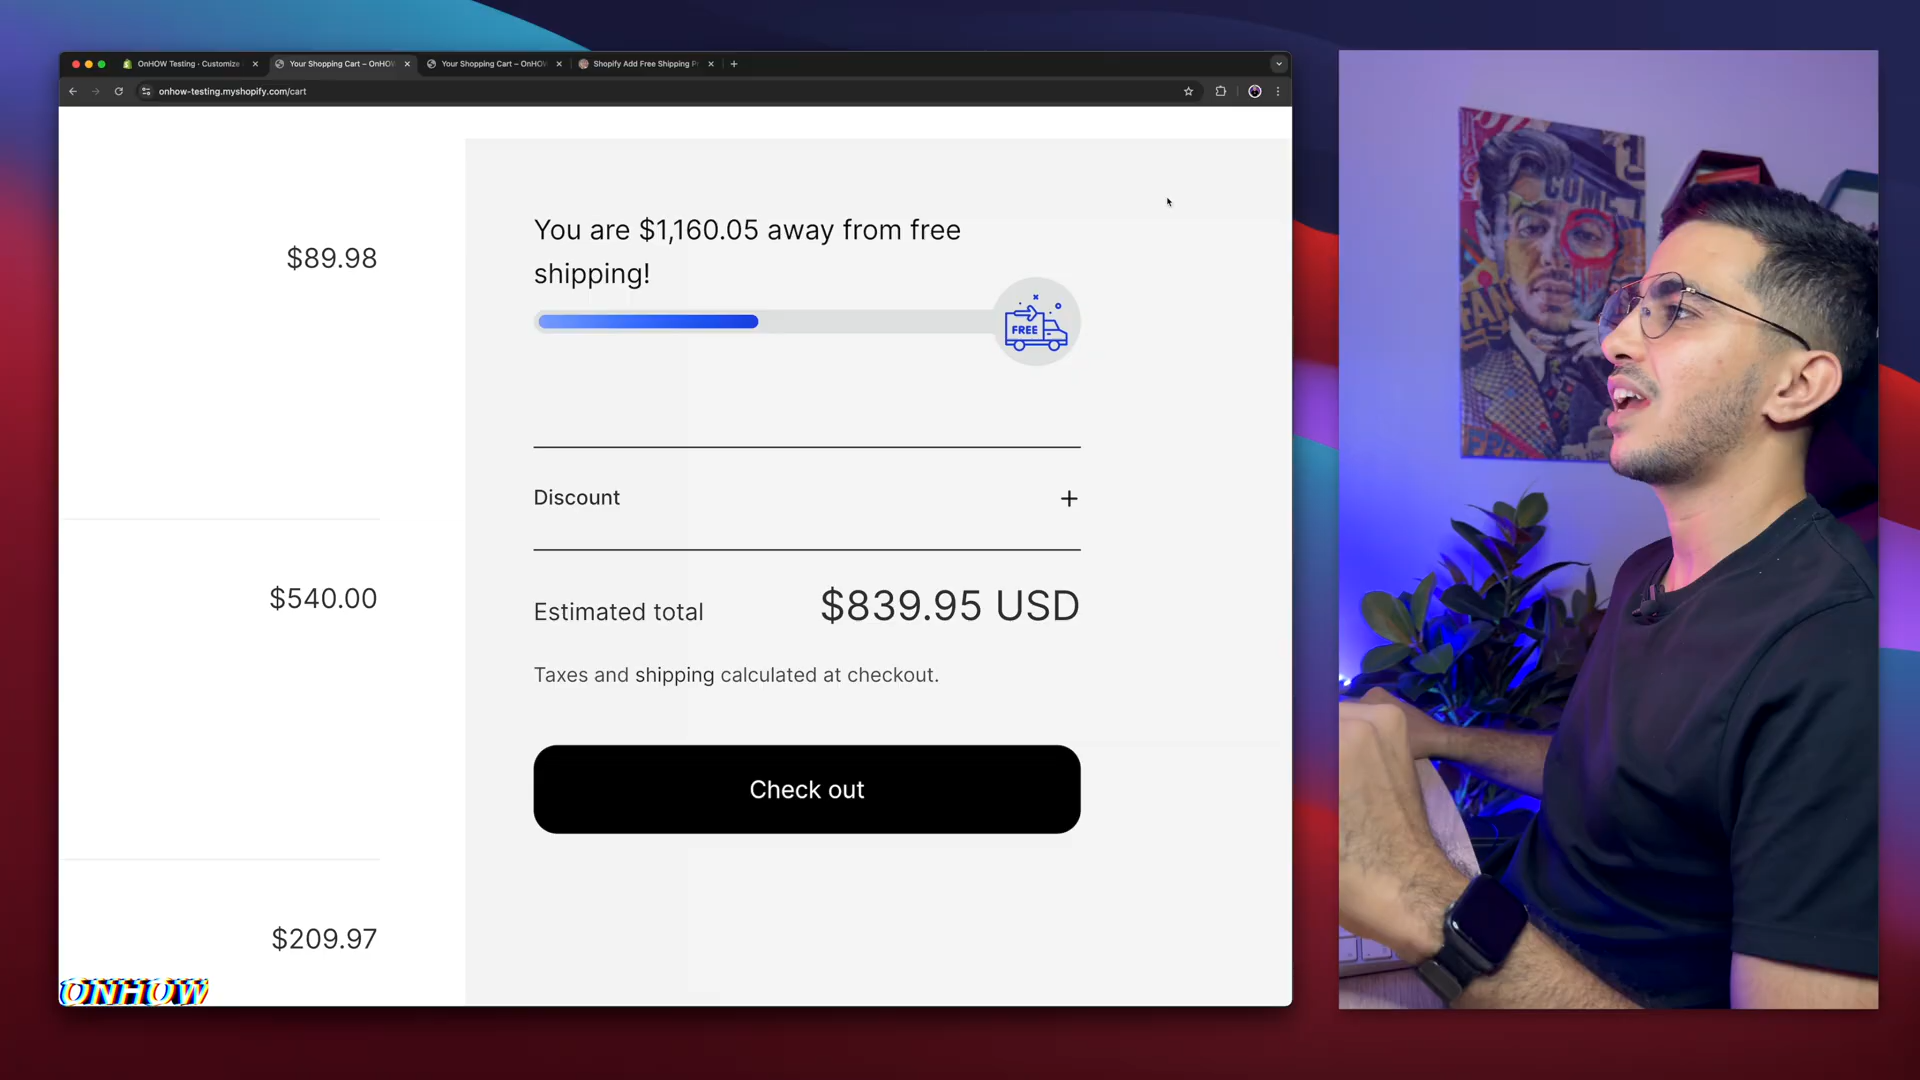 OnHOW Testing · Customize
Your Shopping Cart – OnHOW
Your Shopping Cart – OnHOW
Shopify Add Free Shipping P
onhow-testing.myshopify.com/cart
$89.98
$540.00
$209.97
You are $1,160.05 away from free
shipping!
FREE
Discount
Estimated total
$839.95 USD
Taxes and shipping calculated at checkout.
Check out
ONHOW
COME
FAN